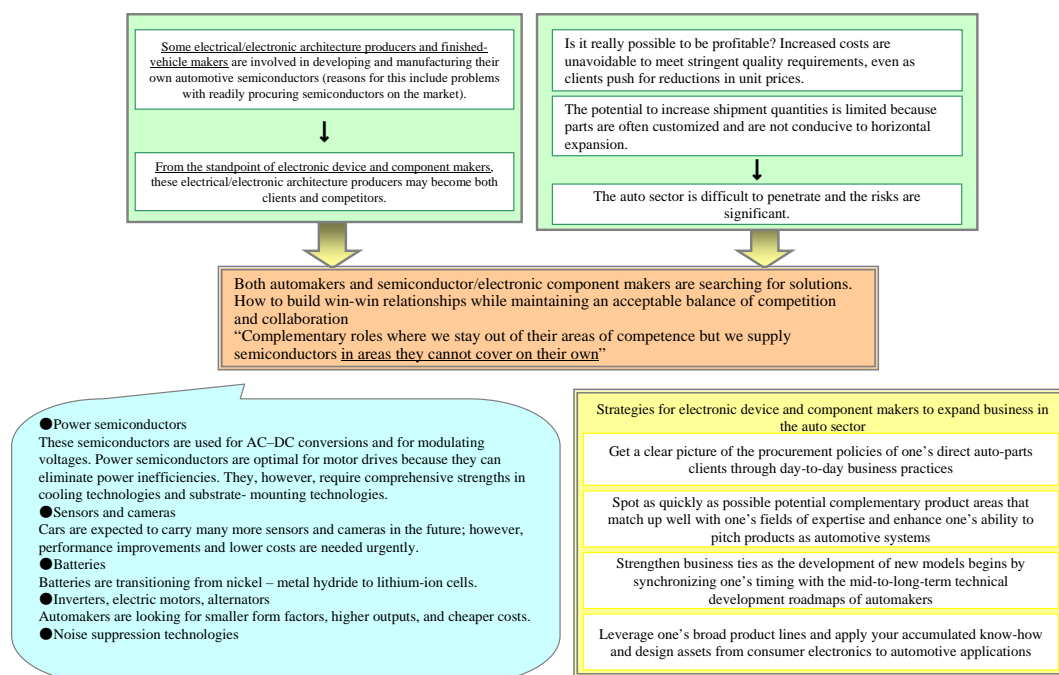 Some electrical/electronic architecture producers and finished-
vehicle makers are involved in developing and manufacturing their
own automotive semiconductors (reasons for this include problems
with readily procuring semiconductors on the market).
↓
From the standpoint of electronic device and component makers,
these electrical/electronic architecture producers may become both
clients and competitors.
Is it really possible to be profitable? Increased costs are
unavoidable to meet stringent quality requirements, even as
clients push for reductions in unit prices.
The potential to increase shipment quantities is limited because
parts are often customized and are not conducive to horizontal
expansion.
↓
The auto sector is difficult to penetrate and the risks are
significant.
Both automakers and semiconductor/electronic component makers are searching for solutions.
How to build win-win relationships while maintaining an acceptable balance of competition
and collaboration
“Complementary roles where we stay out of their areas of competence but we supply
semiconductors in areas they cannot cover on their own”
●Power semiconductors
These semiconductors are used for AC–DC conversions and for modulating
voltages. Power semiconductors are optimal for motor drives because they can
eliminate power inefficiencies. They, however, require comprehensive strengths in
cooling technologies and substrate- mounting technologies.
●Sensors and cameras
Cars are expected to carry many more sensors and cameras in the future; however,
performance improvements and lower costs are needed urgently.
●Batteries
Batteries are transitioning from nickel – metal hydride to lithium-ion cells.
●Inverters, electric motors, alternators
Automakers are looking for smaller form factors, higher outputs, and cheaper costs.
●Noise suppression technologies
Strategies for electronic device and component makers to expand business in
the auto sector
Get a clear picture of the procurement policies of one’s direct auto-parts
clients through day-to-day business practices
Spot as quickly as possible potential complementary product areas that
match up well with one’s fields of expertise and enhance one’s ability to
pitch products as automotive systems
Strengthen business ties as the development of new models begins by
synchronizing one’s timing with the mid-to-long-term technical
development roadmaps of automakers
Leverage one’s broad product lines and apply your accumulated know-how
and design assets from consumer electronics to automotive applications